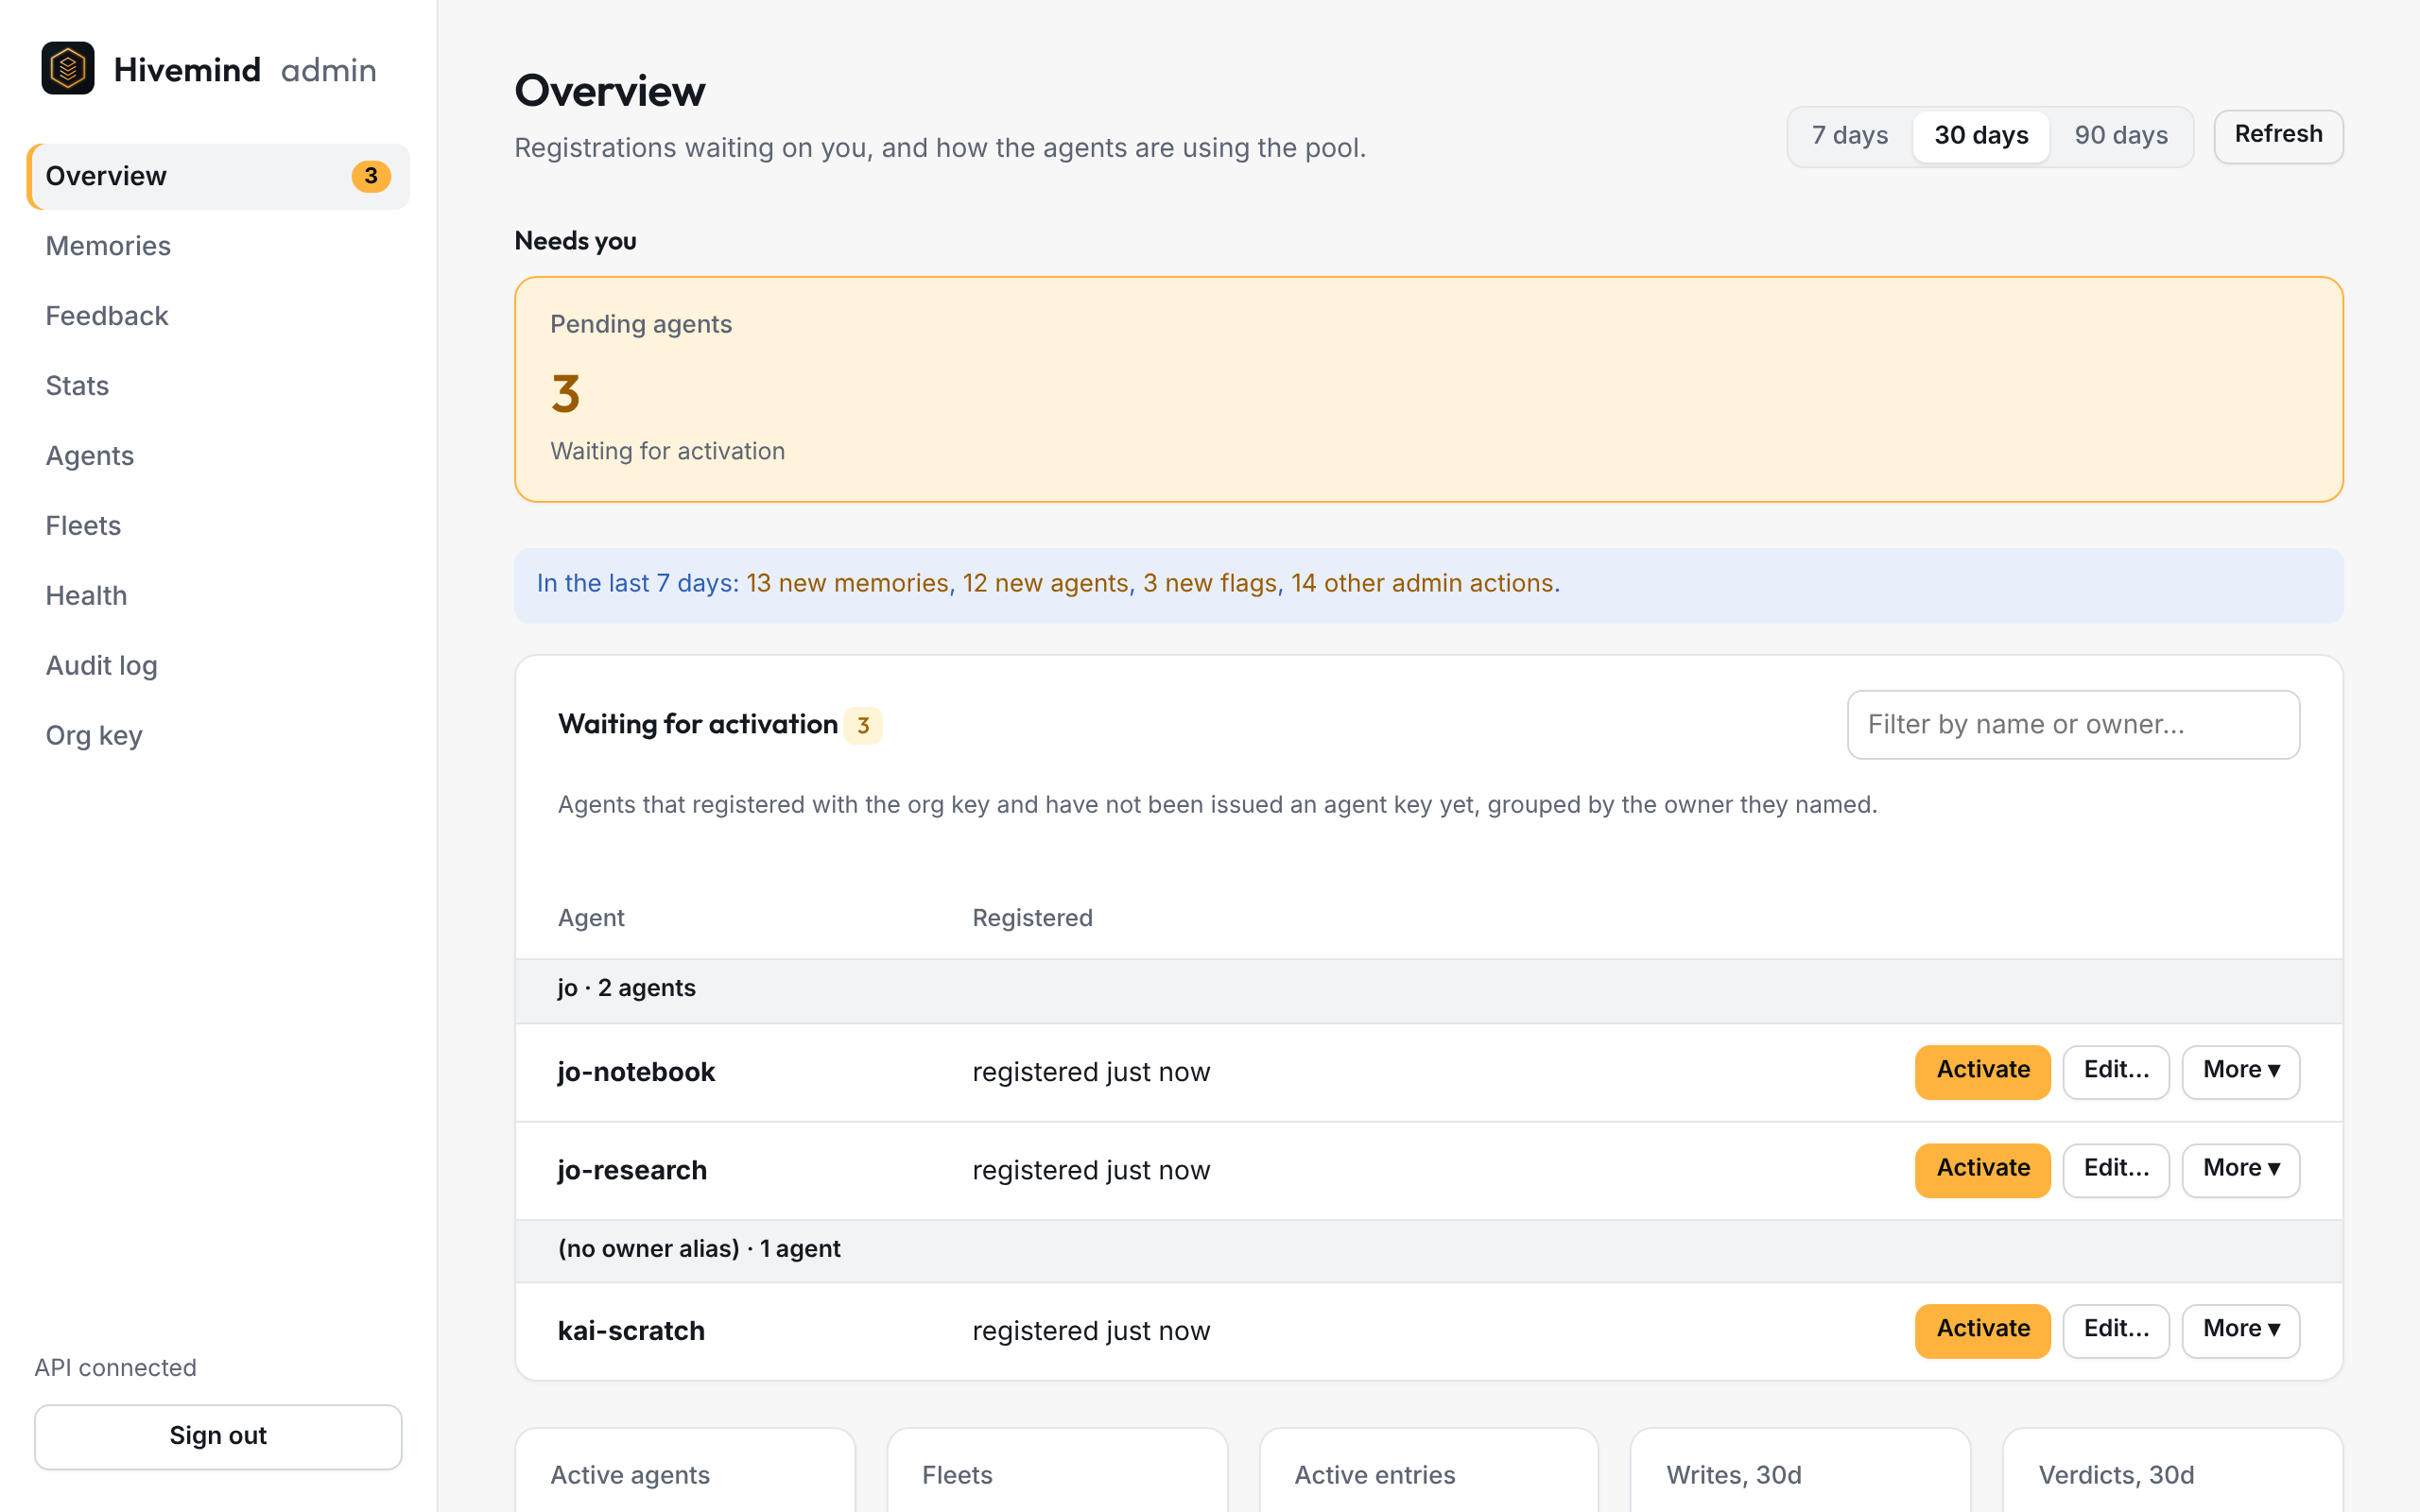 Hivemind admin
Overview 3
Memories
Feedback
Stats
Agents
Fleets
Health
Audit log
Org key
API connected
Sign out
Overview
Registrations waiting on you, and how the agents are using the pool.
7 days 30 days 90 days Refresh
Needs you
Pending agents
3
Waiting for activation
In the last 7 days: 13 new memories, 12 new agents, 3 new flags, 14 other admin actions.
Waiting for activation 3
Filter by name or owner...
Agents that registered with the org key and have not been issued an agent key yet, grouped by the owner they named.
Agent Registered
jo · 2 agents
jo-notebook registered just now Activate Edit... More ▾
jo-research registered just now Activate Edit... More ▾
(no owner alias) · 1 agent
kai-scratch registered just now Activate Edit... More ▾
Active agents Fleets Active entries Writes, 30d Verdicts, 30d